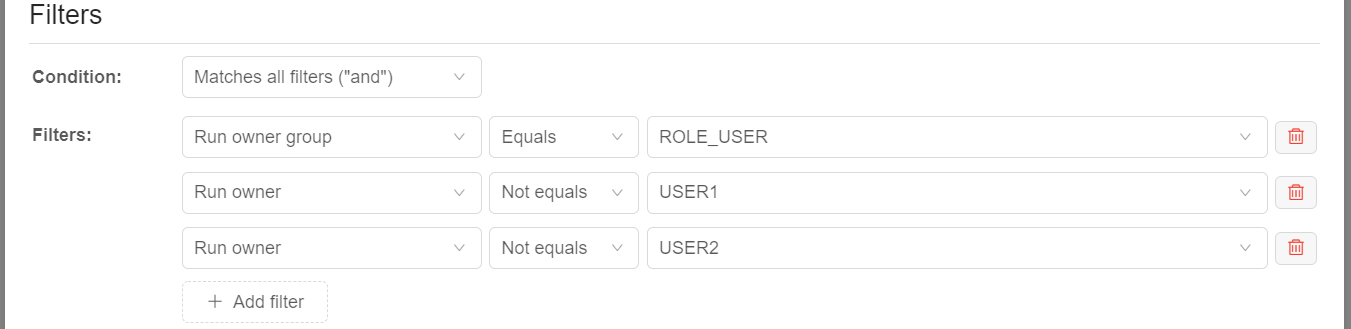 Filters
Condition: Matches all filters ("and")
Filters: Run owner group Equals ROLE_USER
Run owner Not equals USER1
Run owner Not equals USER2
Add filter